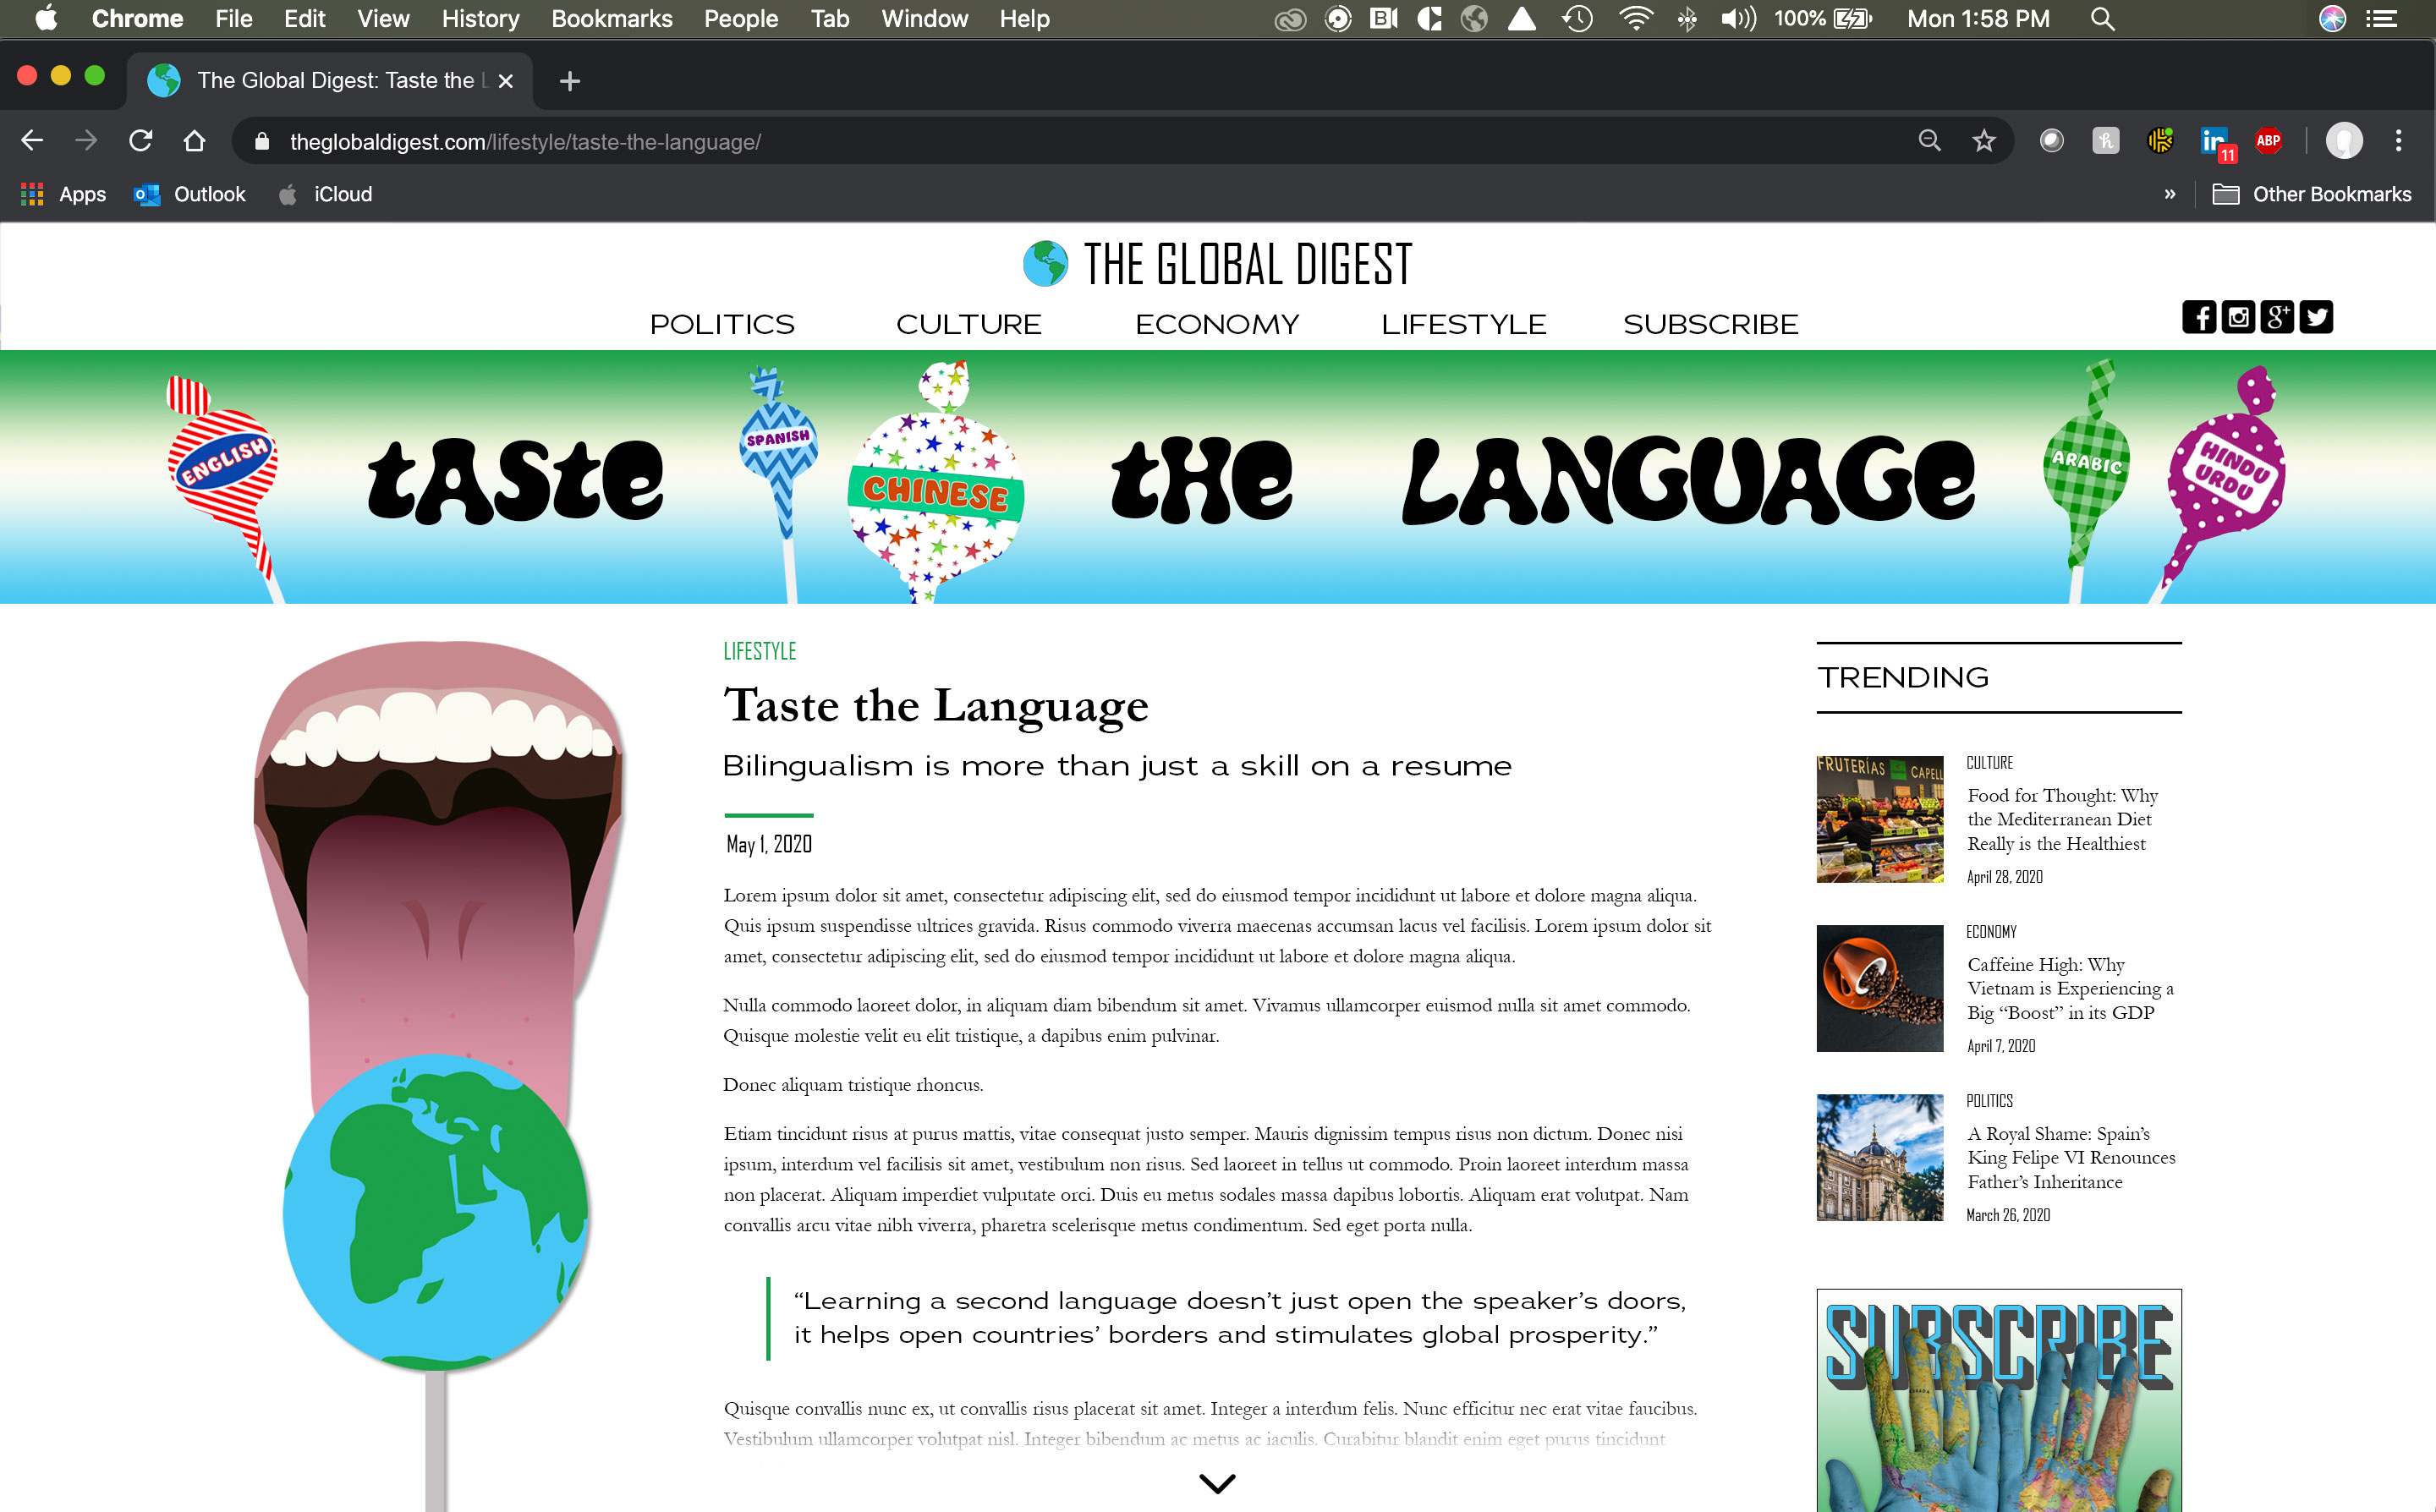 Chrome File Edit View History Bookmarks People Tab Window Help 100% Mon 1:58 PM
The Global Digest: Taste the L
theglobaldigest.com/lifestyle/taste-the-language/
11
ABP
Apps Outlook iCloud » Other Bookmarks
THE GLOBAL DIGEST
POLITICS CULTURE ECONOMY LIFESTYLE SUBSCRIBE
ENGLISH
tASte
SPANISH
CHINESE
tHe
LANGUAGe
ARABIC
HINDU
URDU
LIFESTYLE
Taste the Language
Bilingualism is more than just a skill on a resume
May 1, 2020
Lorem ipsum dolor sit amet, consectetur adipiscing elit, sed do eiusmod tempor incididunt ut labore et dolore magna aliqua.
Quis ipsum suspendisse ultrices gravida. Risus commodo viverra maecenas accumsan lacus vel facilisis. Lorem ipsum dolor sit
amet, consectetur adipiscing elit, sed do eiusmod tempor incididunt ut labore et dolore magna aliqua.
Nulla commodo laoreet dolor, in aliquam diam bibendum sit amet. Vivamus ullamcorper euismod nulla sit amet commodo.
Quisque molestie velit eu elit tristique, a dapibus enim pulvinar.
Donec aliquam tristique rhoncus.
Etiam tincidunt risus at purus mattis, vitae consequat justo semper. Mauris dignissim tempus risus non dictum. Donec nisi
ipsum, interdum vel facilisis sit amet, vestibulum non risus. Sed laoreet in tellus ut commodo. Proin laoreet interdum massa
non placerat. Aliquam imperdiet vulputate orci. Duis eu metus sodales massa dapibus lobortis. Aliquam erat volutpat. Nam
convallis arcu vitae nibh viverra, pharetra scelerisque metus condimentum. Sed eget porta nulla.
“Learning a second language doesn’t just open the speaker’s doors,
it helps open countries’ borders and stimulates global prosperity.”
Quisque convallis nunc ex, ut convallis risus placerat sit amet. Integer a interdum felis. Nunc efficitur nec erat vitae faucibus.
Vestibulum ullamcorper volutpat nisl. Integer bibendum ac metus ac iaculis. Curabitur blandit enim eget purus tincidunt
TRENDING
FRUTERÍAS CAPELL
CULTURE
Food for Thought: Why
the Mediterranean Diet
Really is the Healthiest
April 28, 2020
ECONOMY
Caffeine High: Why
Vietnam is Experiencing a
Big “Boost” in its GDP
April 7, 2020
POLITICS
A Royal Shame: Spain’s
King Felipe VI Renounces
Father’s Inheritance
March 26, 2020
SUBSCRIBE